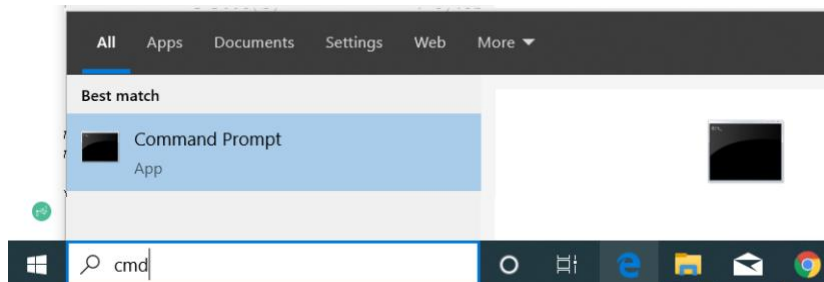 All Apps Documents Settings Web More
Best match
Command Prompt
App
cmd